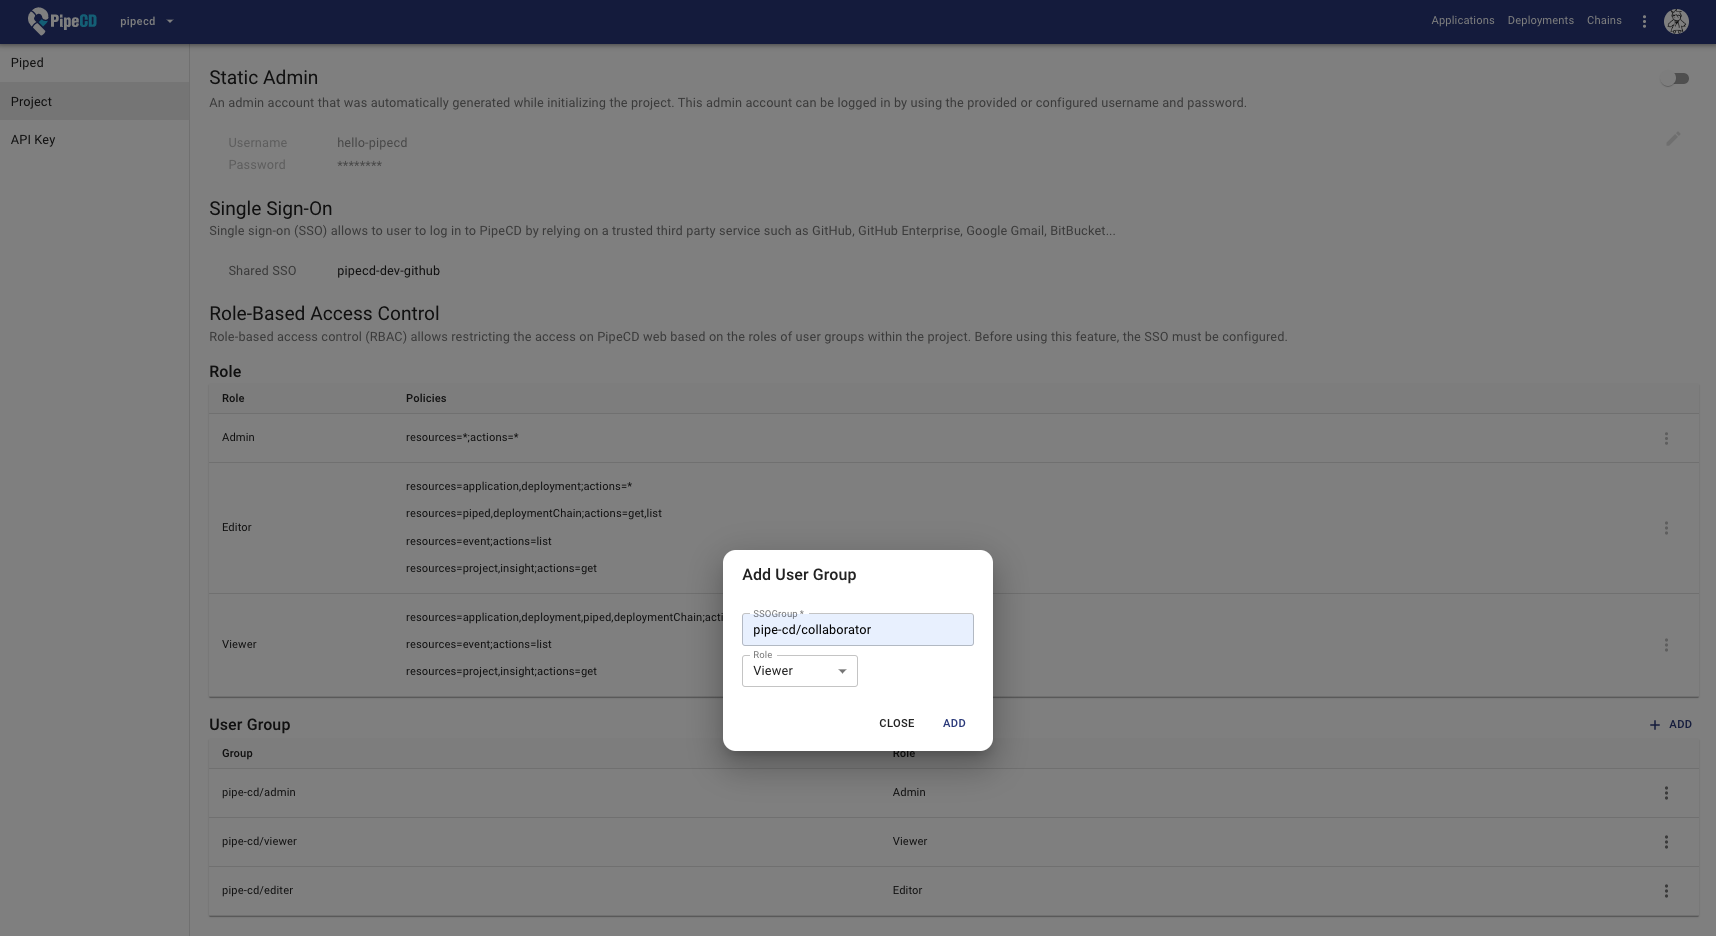 PipeCD pipecd Applications Deployments Chains
Piped
Project
API Key
Static Admin
An admin account that was automatically generated while initializing the project. This admin account can be logged in by using the provided or configured username and password.
Username hello-pipecd
Password ********
Single Sign-On
Single sign-on (SSO) allows to user to log in to PipeCD by relying on a trusted third party service such as GitHub, GitHub Enterprise, Google Gmail, BitBucket...
Shared SSO pipecd-dev-github
Role-Based Access Control
Role-based access control (RBAC) allows restricting the access on PipeCD web based on the roles of user groups within the project. Before using this feature, the SSO must be configured.
Role
Role Policies
Admin resources=*;actions=*
Editor
resources=application,deployment;actions=*
resources=piped,deploymentChain;actions=get,list
resources=event;actions=list
resources=project,insight;actions=get
Viewer
resources=application,deployment,piped,deploymentChain;acti
resources=event;actions=list
resources=project,insight;actions=get
Add User Group
SSOGroup *
pipe-cd/collaborator
Role
Viewer
CLOSE ADD
User Group + ADD
Group Role
pipe-cd/admin Admin
pipe-cd/viewer Viewer
pipe-cd/editer Editor